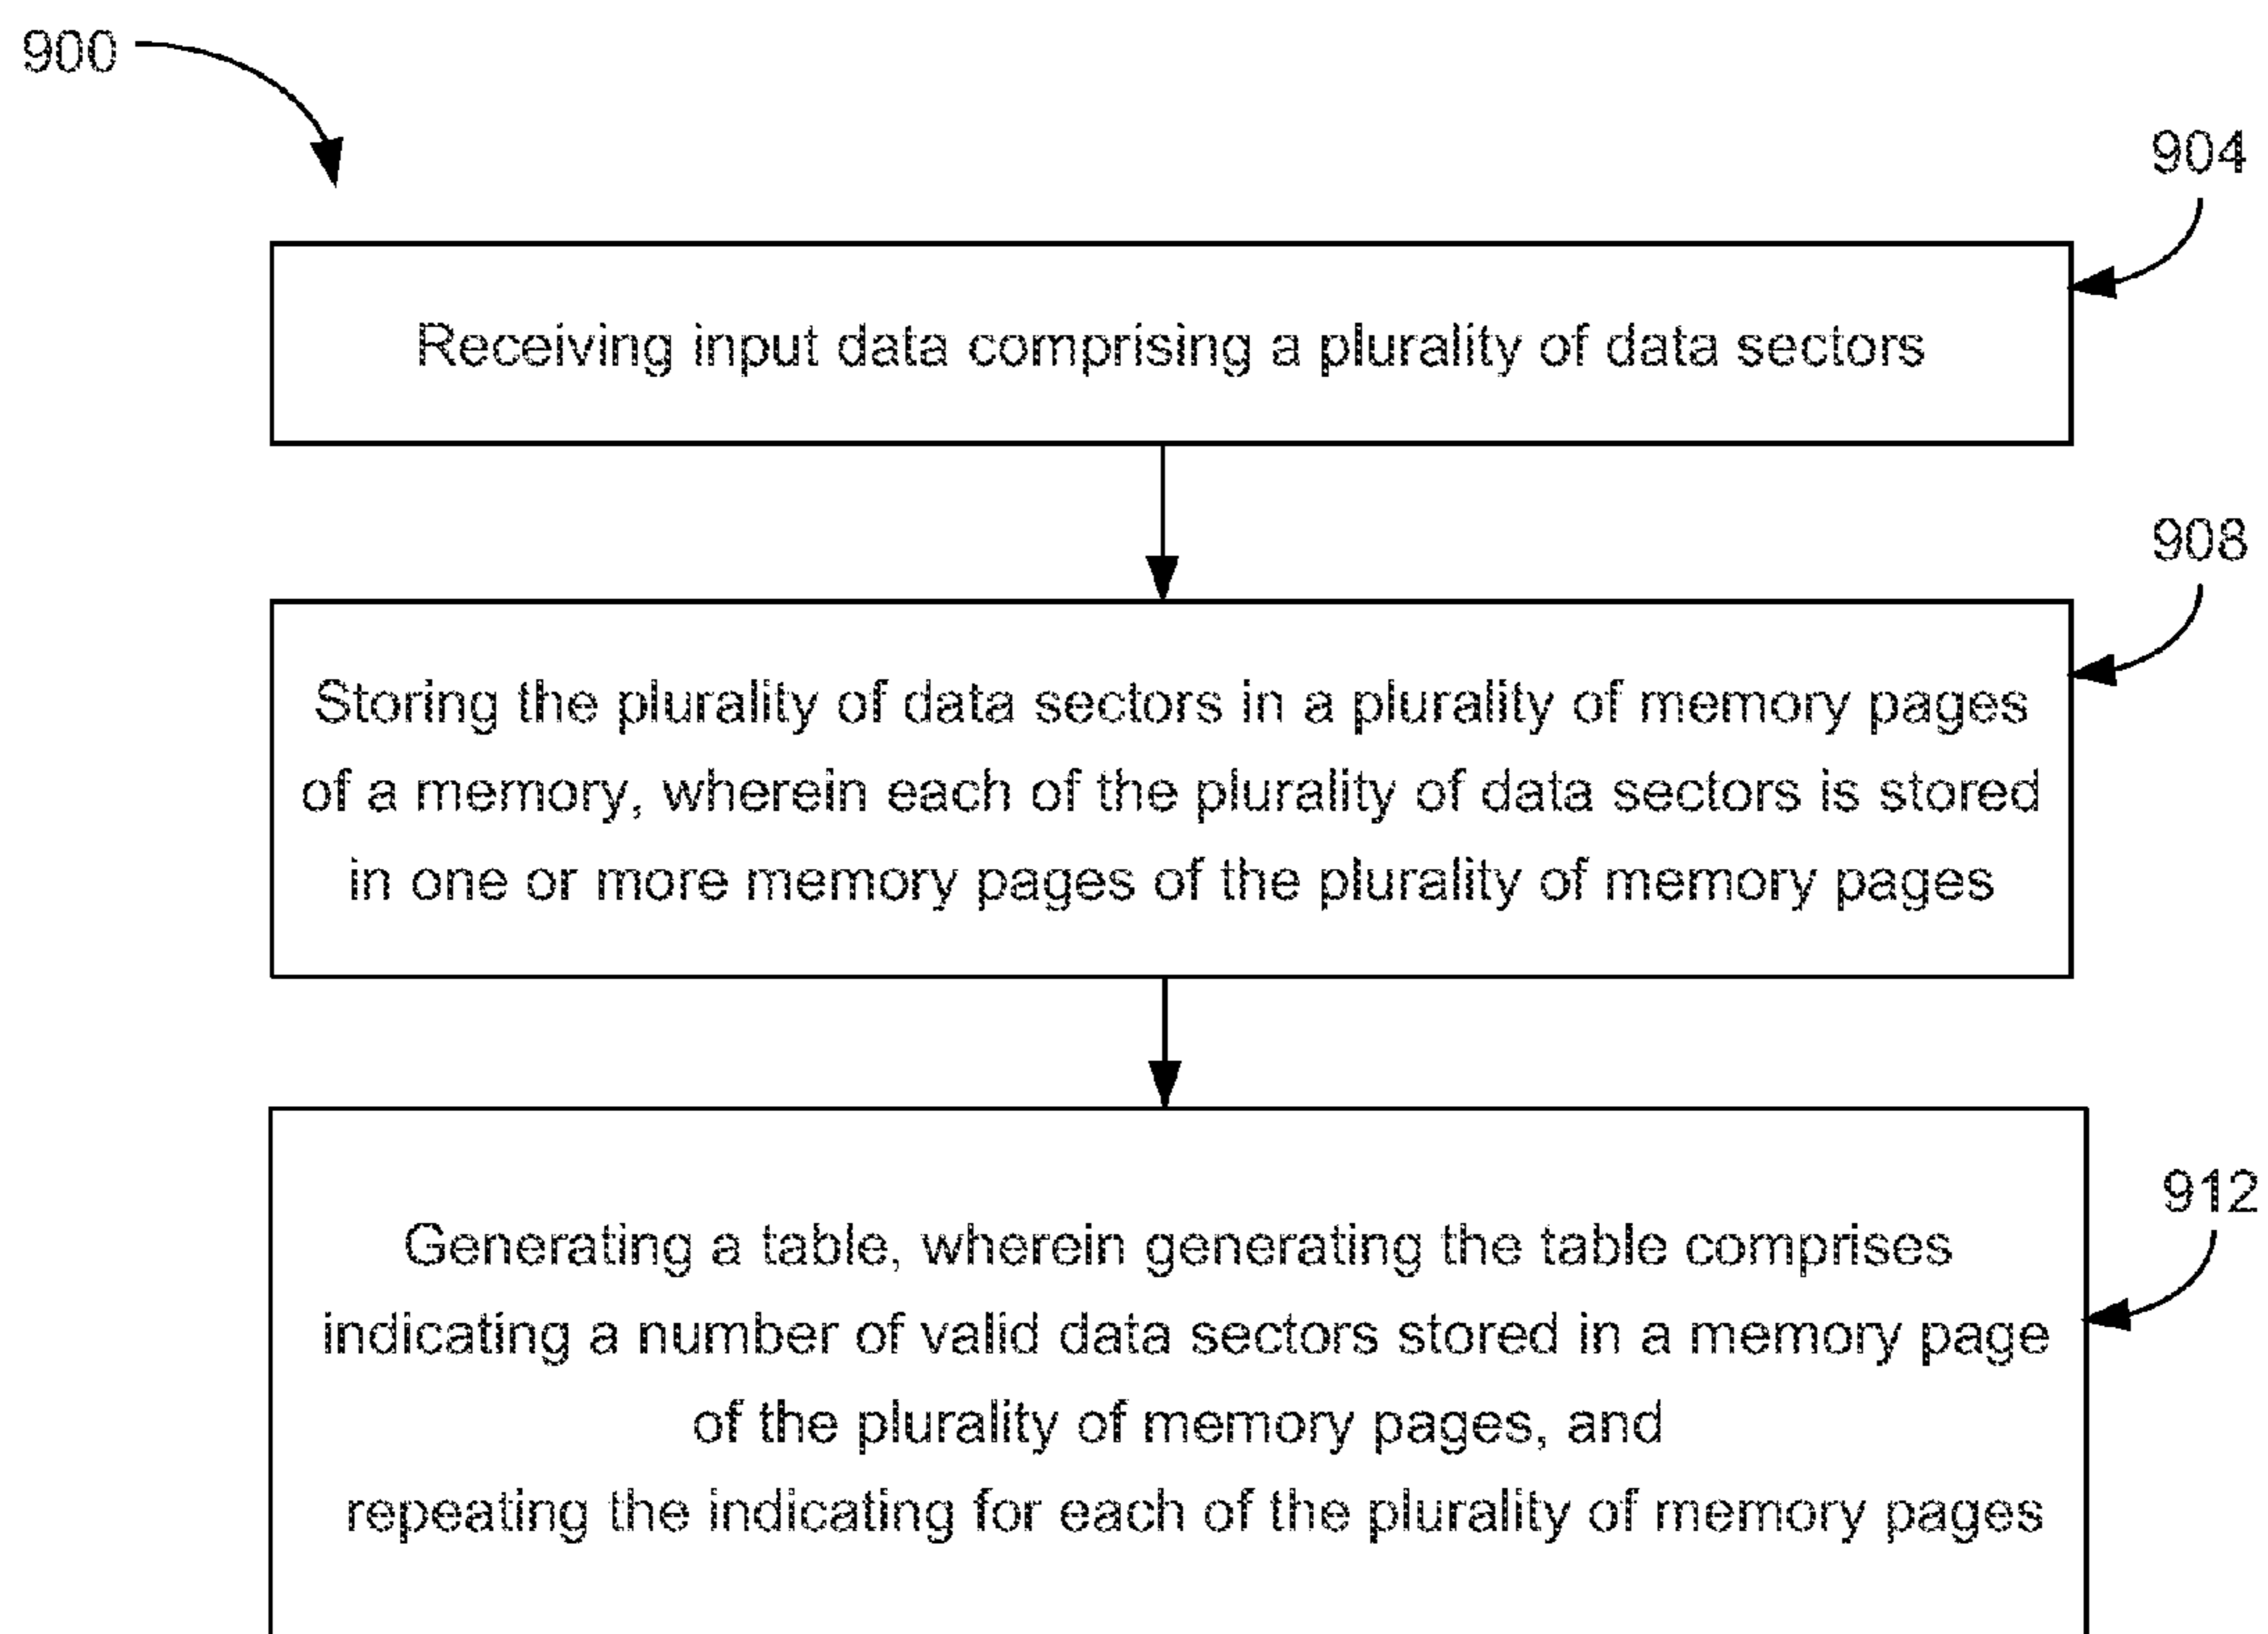 900
904
Receiving input data comprising a plurality of data sectors
908
Storing the plurality of data sectors in a plurality of memory pages
of a memory, wherein each of the plurality of data sectors is stored
in one or more memory pages of the plurality of memory pages
912
Generating a table, wherein generating the table comprises
indicating a number of valid data sectors stored in a memory page
of the plurality of memory pages, and
repeating the indicating for each of the plurality of memory pages